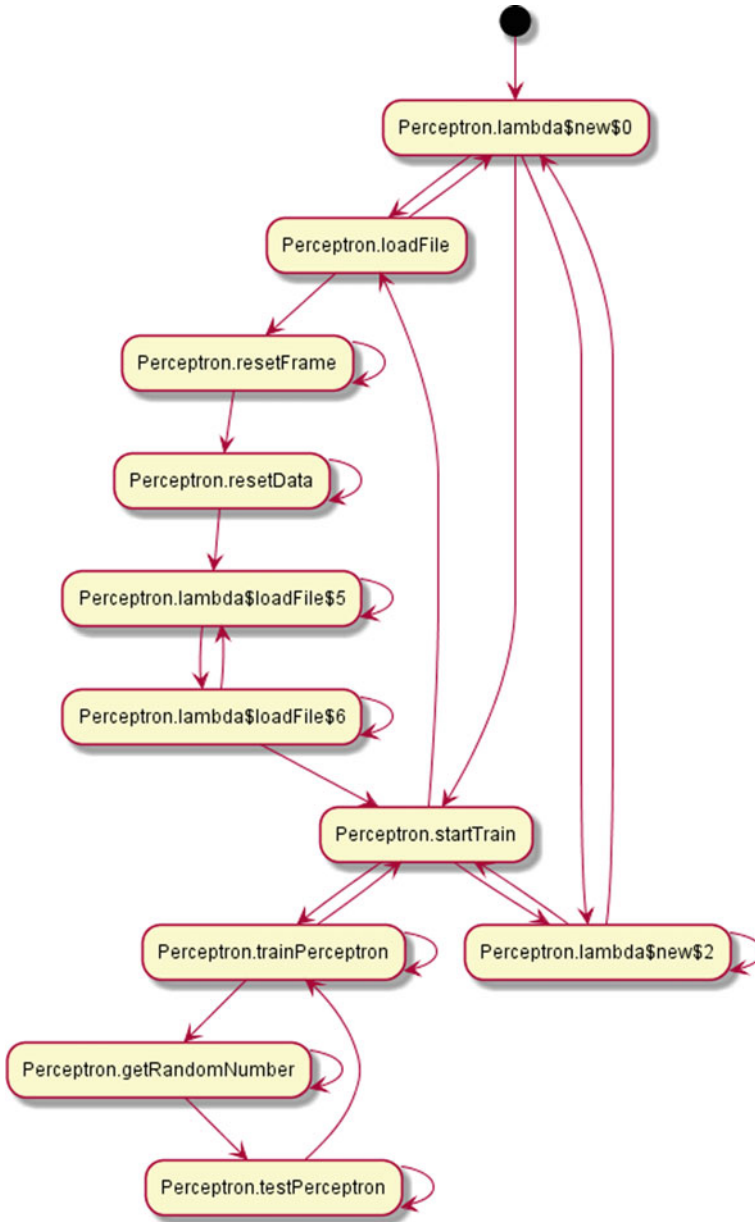 Perceptron.lambda$new$0
Perceptron.loadFile
Perceptron.resetFrame
Perceptron.resetData
Perceptron.lambda$loadFile$5
Perceptron.lambda$loadFile$6
Perceptron.startTrain
Perceptron.trainPerceptron
Perceptron.lambda$new$2
Perceptron.getRandomNumber
Perceptron.testPerceptron